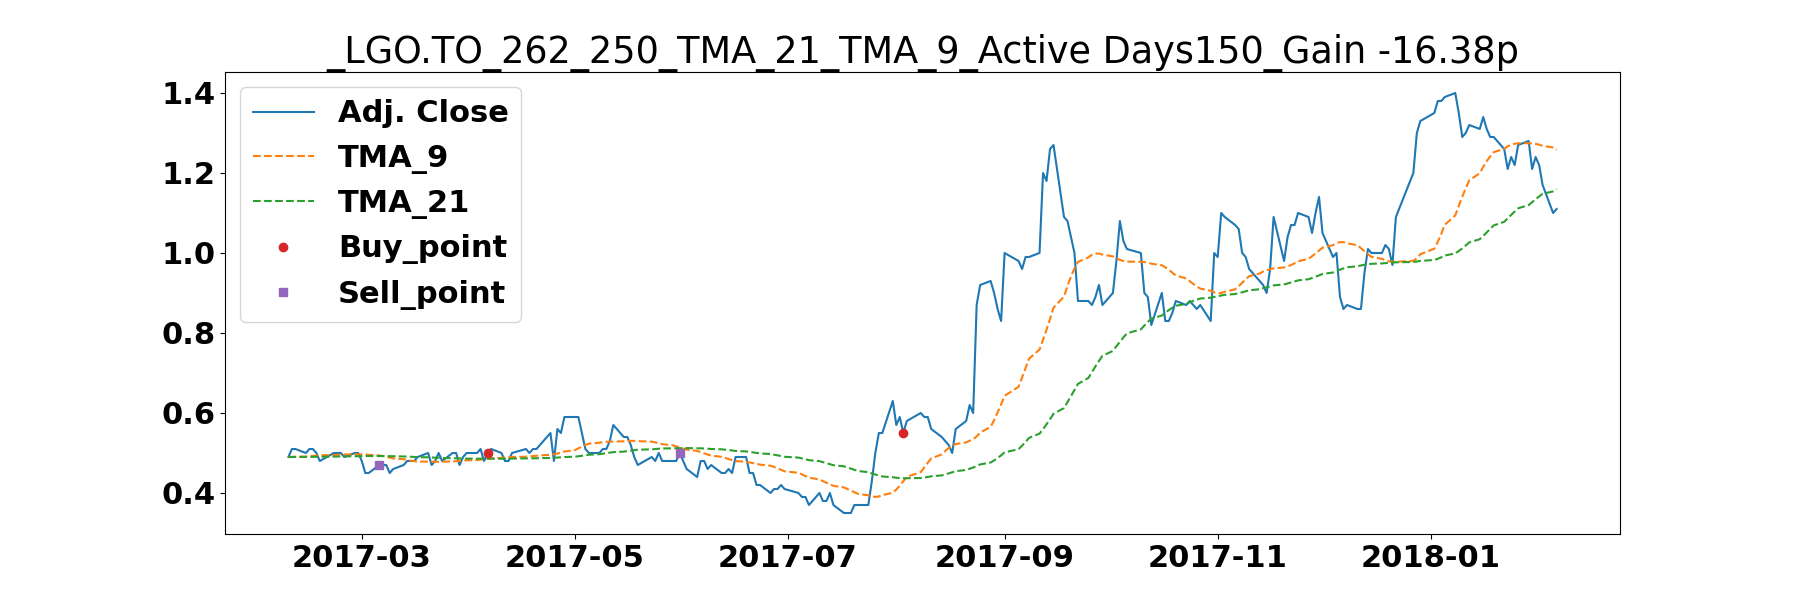 _LGO.TO_262_250_TMA_21_TMA_9_Active Days150_Gain -16.38p
1.4
1.2
1.0
0.8
0.6
0.4
Adj. Close
TMA_9
TMA_21
Buy_point
Sell_point
2017-03 2017-05 2017-07 2017-09 2017-11 2018-01